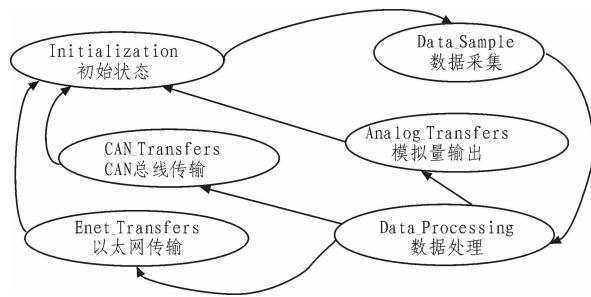 Initialization
初始状态
Data_Sample
数据采集
Analog_Transfers
模拟量输出
CAN_Transfers
CAN总线传输
Enet_Transfers
以太网传输
Data_Processing
数据处理